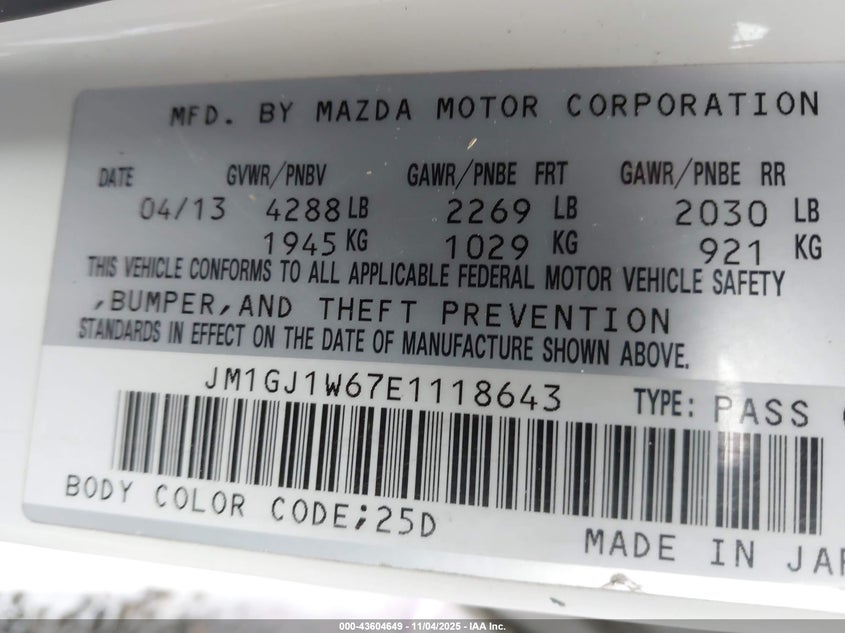 MFD. BY MAZDA MOTOR CORPORATION
DATE GVWR/PNBV GAWR/PNBE FRT GAWR/PNBE RR
04/13 4288 LB 2269 LB 2030 LB
1945 KG 1029 KG 921 KG
THIS VEHICLE CONFORMS TO ALL APPLICABLE FEDERAL MOTOR VEHICLE SAFETY
,BUMPER,AND THEFT PREVENTION
STANDARDS IN EFFECT ON THE DATE OF MANUFACTURE SHOWN ABOVE.
JM1GJ1W67E1118643 TYPE: PASS
BODY COLOR CODE;25D
MADE IN JAP
000-43604649 - 11/04/2025 - IAA Inc.